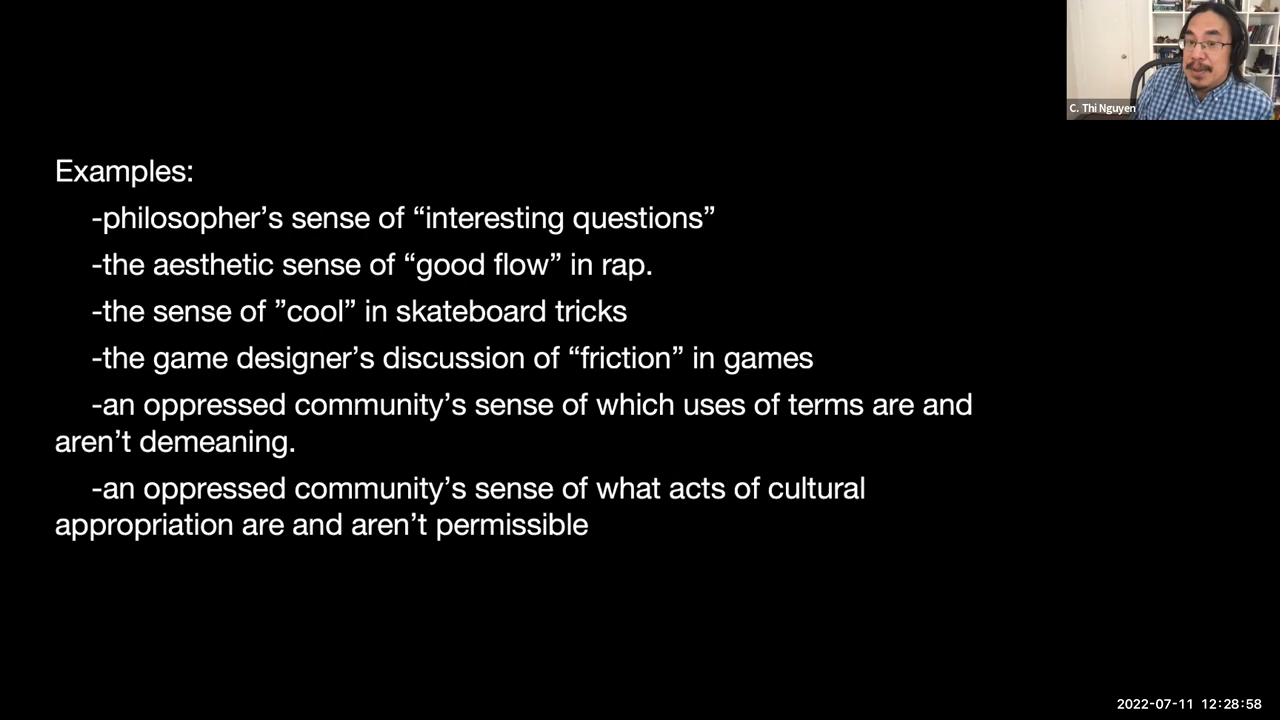 C. Thi Nguyen
Examples:
-philosopher’s sense of “interesting questions”
-the aesthetic sense of “good flow” in rap.
-the sense of ”cool” in skateboard tricks
-the game designer’s discussion of “friction” in games
-an oppressed community’s sense of which uses of terms are and
aren’t demeaning.
-an oppressed community’s sense of what acts of cultural
appropriation are and aren’t permissible
2022-07-11 12:28:58